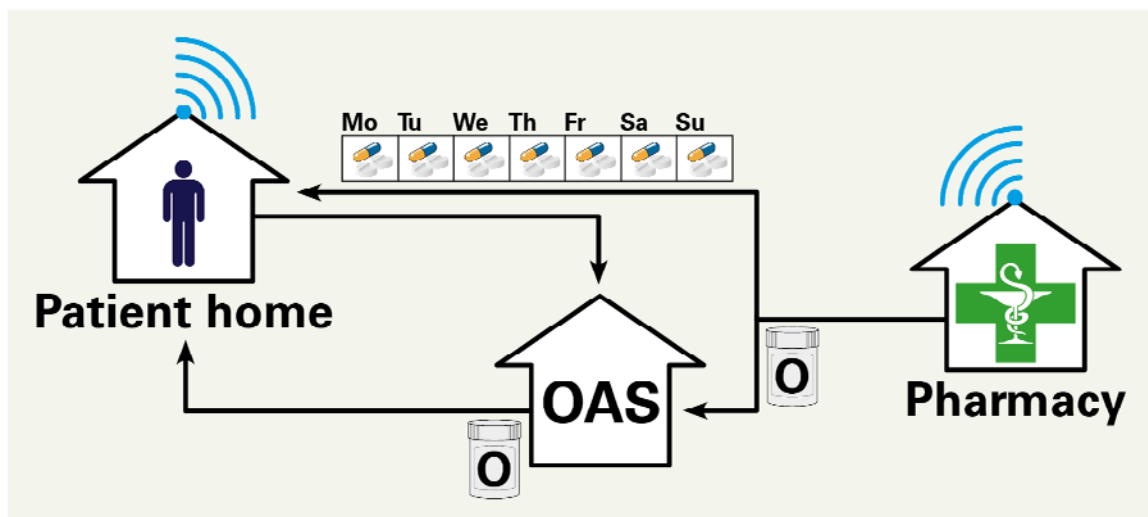 Mo Tu We Th Fr Sa Su
Patient home
OAS
O
Pharmacy
O